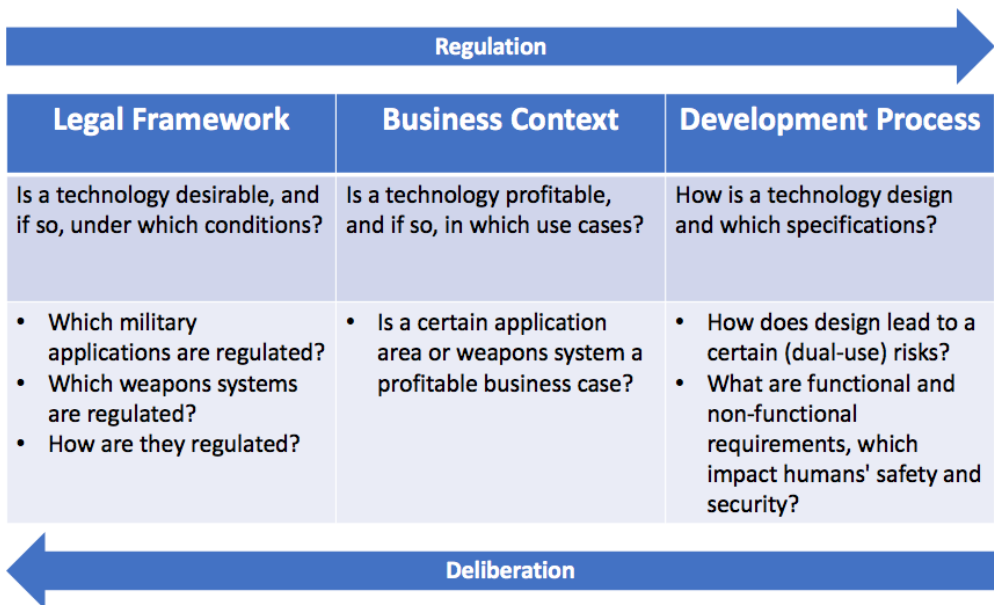 Regulation
Legal Framework
Business Context
Development Process
Is a technology desirable, and
if so, under which conditions?
Is a technology profitable,
and if so, in which use cases?
How is a technology design
and which specifications?
• Which military
applications are regulated?
• Which weapons systems
are regulated?
• How are they regulated?
• Is a certain application
area or weapons system a
profitable business case?
• How does design lead to a
certain (dual-use) risks?
• What are functional and
non-functional
requirements, which
impact humans' safety and
security?
Deliberation